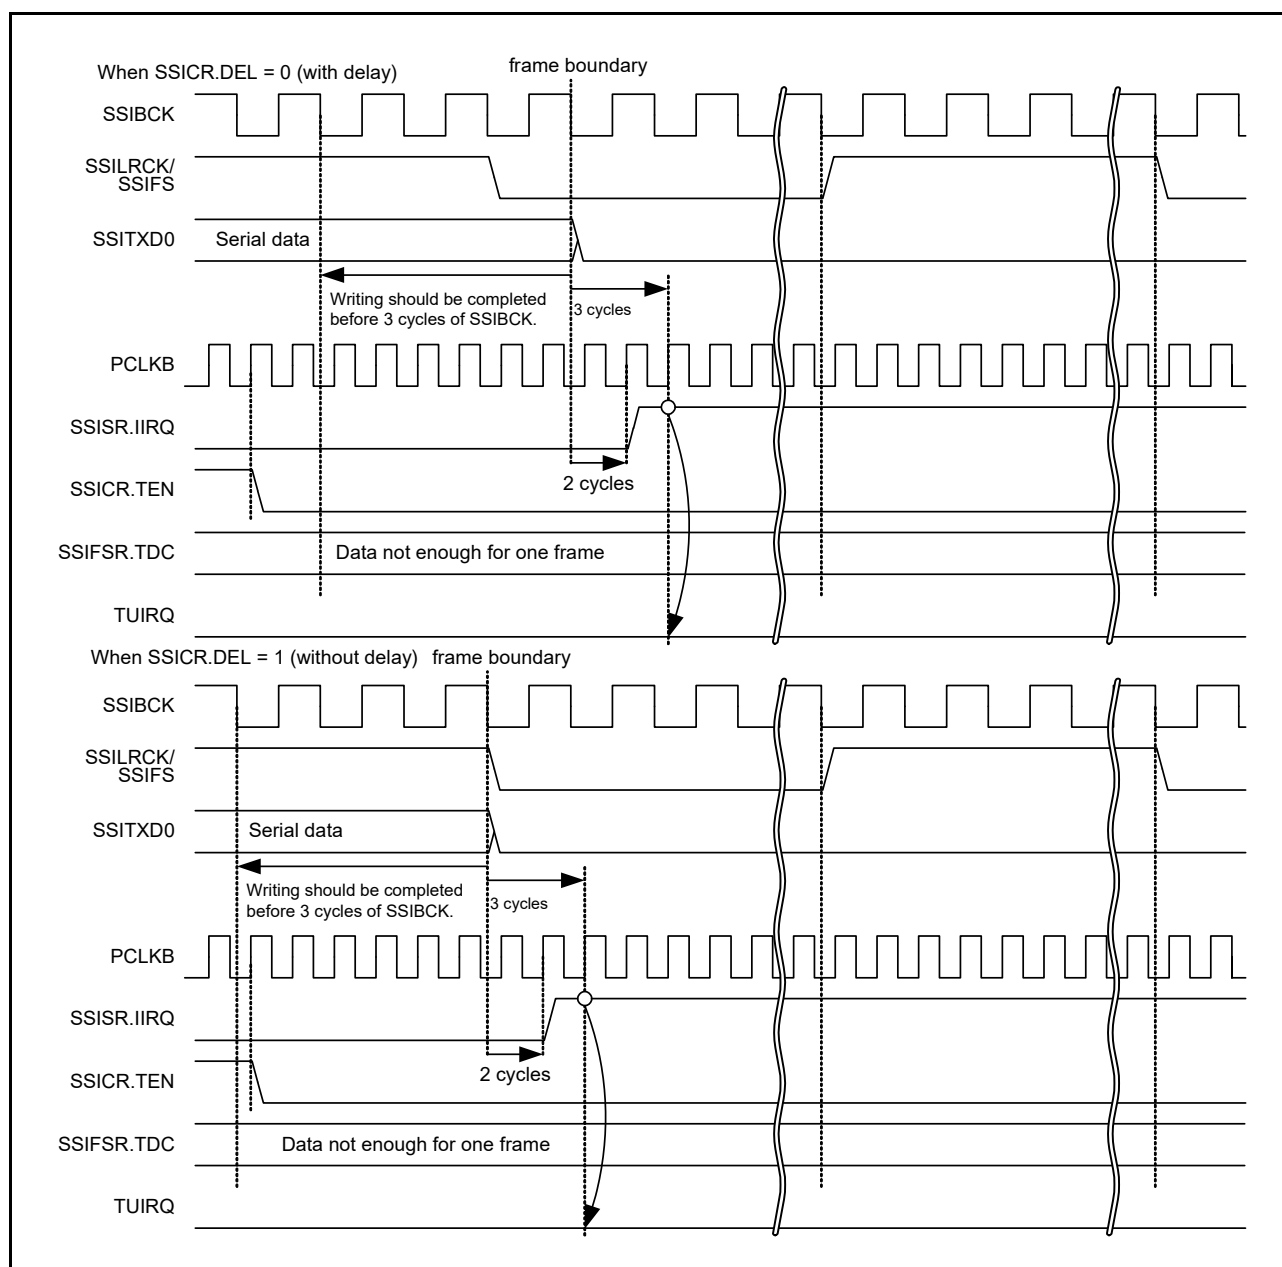 When SSICR.DEL = 0 (with delay)
frame boundary
SSIBCK
SSILRCK/
SSIFS
SSITXD0
Serial data
Writing should be completed
before 3 cycles of SSIBCK.
3 cycles
PCLKB
SSISR.IIRQ
2 cycles
SSICR.TEN
SSIFSR.TDC
Data not enough for one frame
TUIRQ
When SSICR.DEL = 1 (without delay)
frame boundary
SSIBCK
SSILRCK/
SSIFS
SSITXD0
Serial data
Writing should be completed
before 3 cycles of SSIBCK.
3 cycles
PCLKB
SSISR.IIRQ
2 cycles
SSICR.TEN
SSIFSR.TDC
Data not enough for one frame
TUIRQ